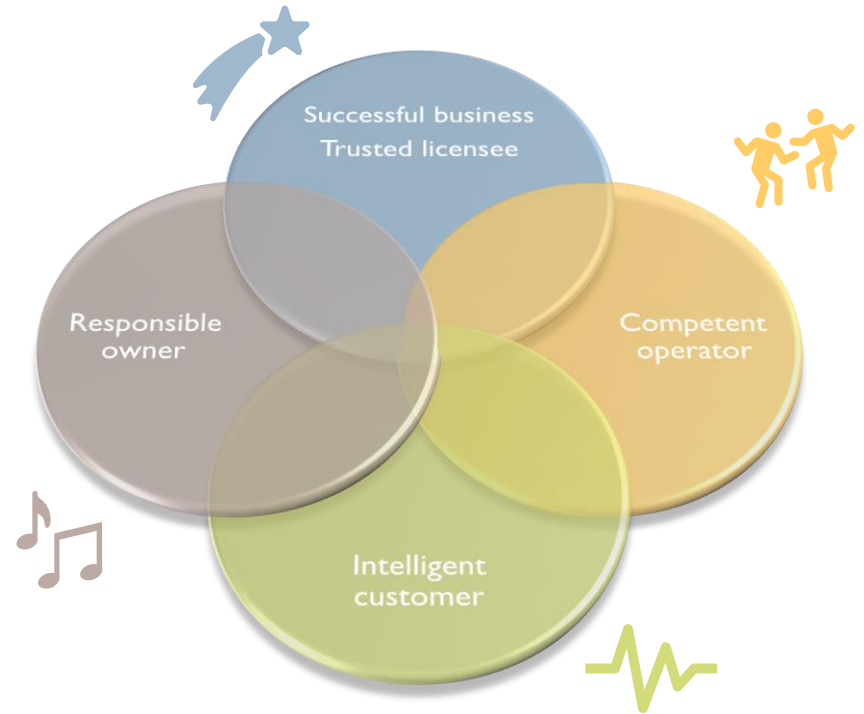 Successful business
Trusted licensee
Responsible
owner
Competent
operator
Intelligent
customer